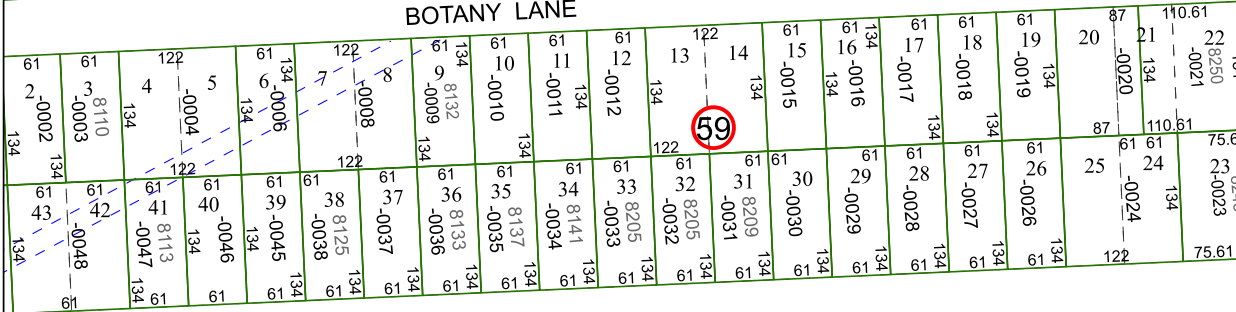 BOTANY LANE
61 61 122 61 122 61 134 61 61 61 122 61 61 134 61 61 61 87 110.61
2 3 4 5 6 134 7 8 9 10 11 12 13 14 15 16 17 18 19 20 21 22
-0002 -0003 8110 134 -0004 134 -0006 -0008 134 -0009 8132 -0010 -0011 134 -0012 134 134 -0015 -0016 -0017 -0018 134 -0019 -0020 134 -0021 8250
134 134 122 122 134 134 122 59 134 134 87 110.61
61 61 61 61 61 61 61 61 61 61 61 61 61 61 61 61 61 61 61 61 75.6
43 42 41 40 39 38 37 36 35 34 33 32 31 30 29 28 27 26 25 24 23
134 -0048 -0047 8113 134 -0046 -0045 -0038 8125 -0037 -0036 8133 -0035 8137 -0034 8141 -0033 8205 -0032 8205 -0031 8209 -0030 -0029 -0028 -0027 -0026 -0024 134 -0023
61 134 61 61 61 134 61 134 61 134 61 134 61 134 61 134 61 134 61 134 61 134 61 134 61 134 61 134 61 134 61 134 122 75.61